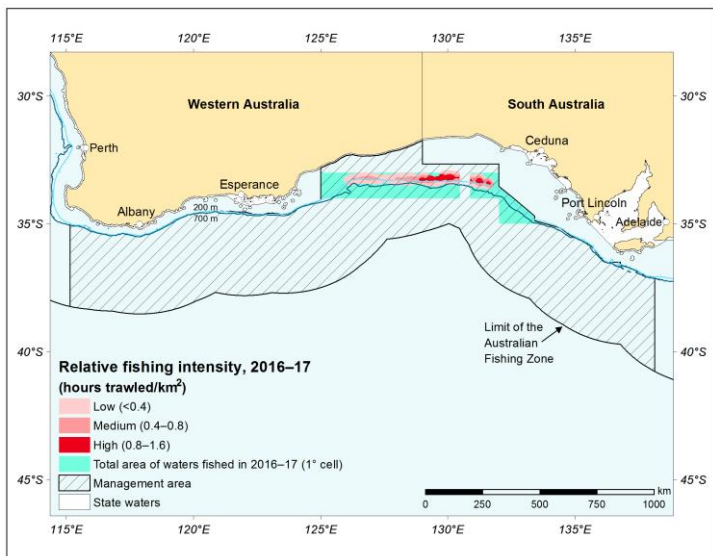 115°E 120°E 125°E 130°E 135°E
30°S 30°S
Western Australia South Australia
Perth
Ceduna
Esperance
Port Lincoln
Albany
200 m
700 m
Adelaide
35°S 35°S
Limit of the
Australian
Fishing Zone
40°S 40°S
Relative fishing intensity, 2016–17
(hours trawled/km²)
Low (<0.4)
Medium (0.4–0.8)
High (0.8–1.6)
Total area of waters fished in 2016–17 (1° cell)
Management area
State waters
45°S 45°S
km
0 250 500 750 1000
115°E 120°E 125°E 130°E 135°E